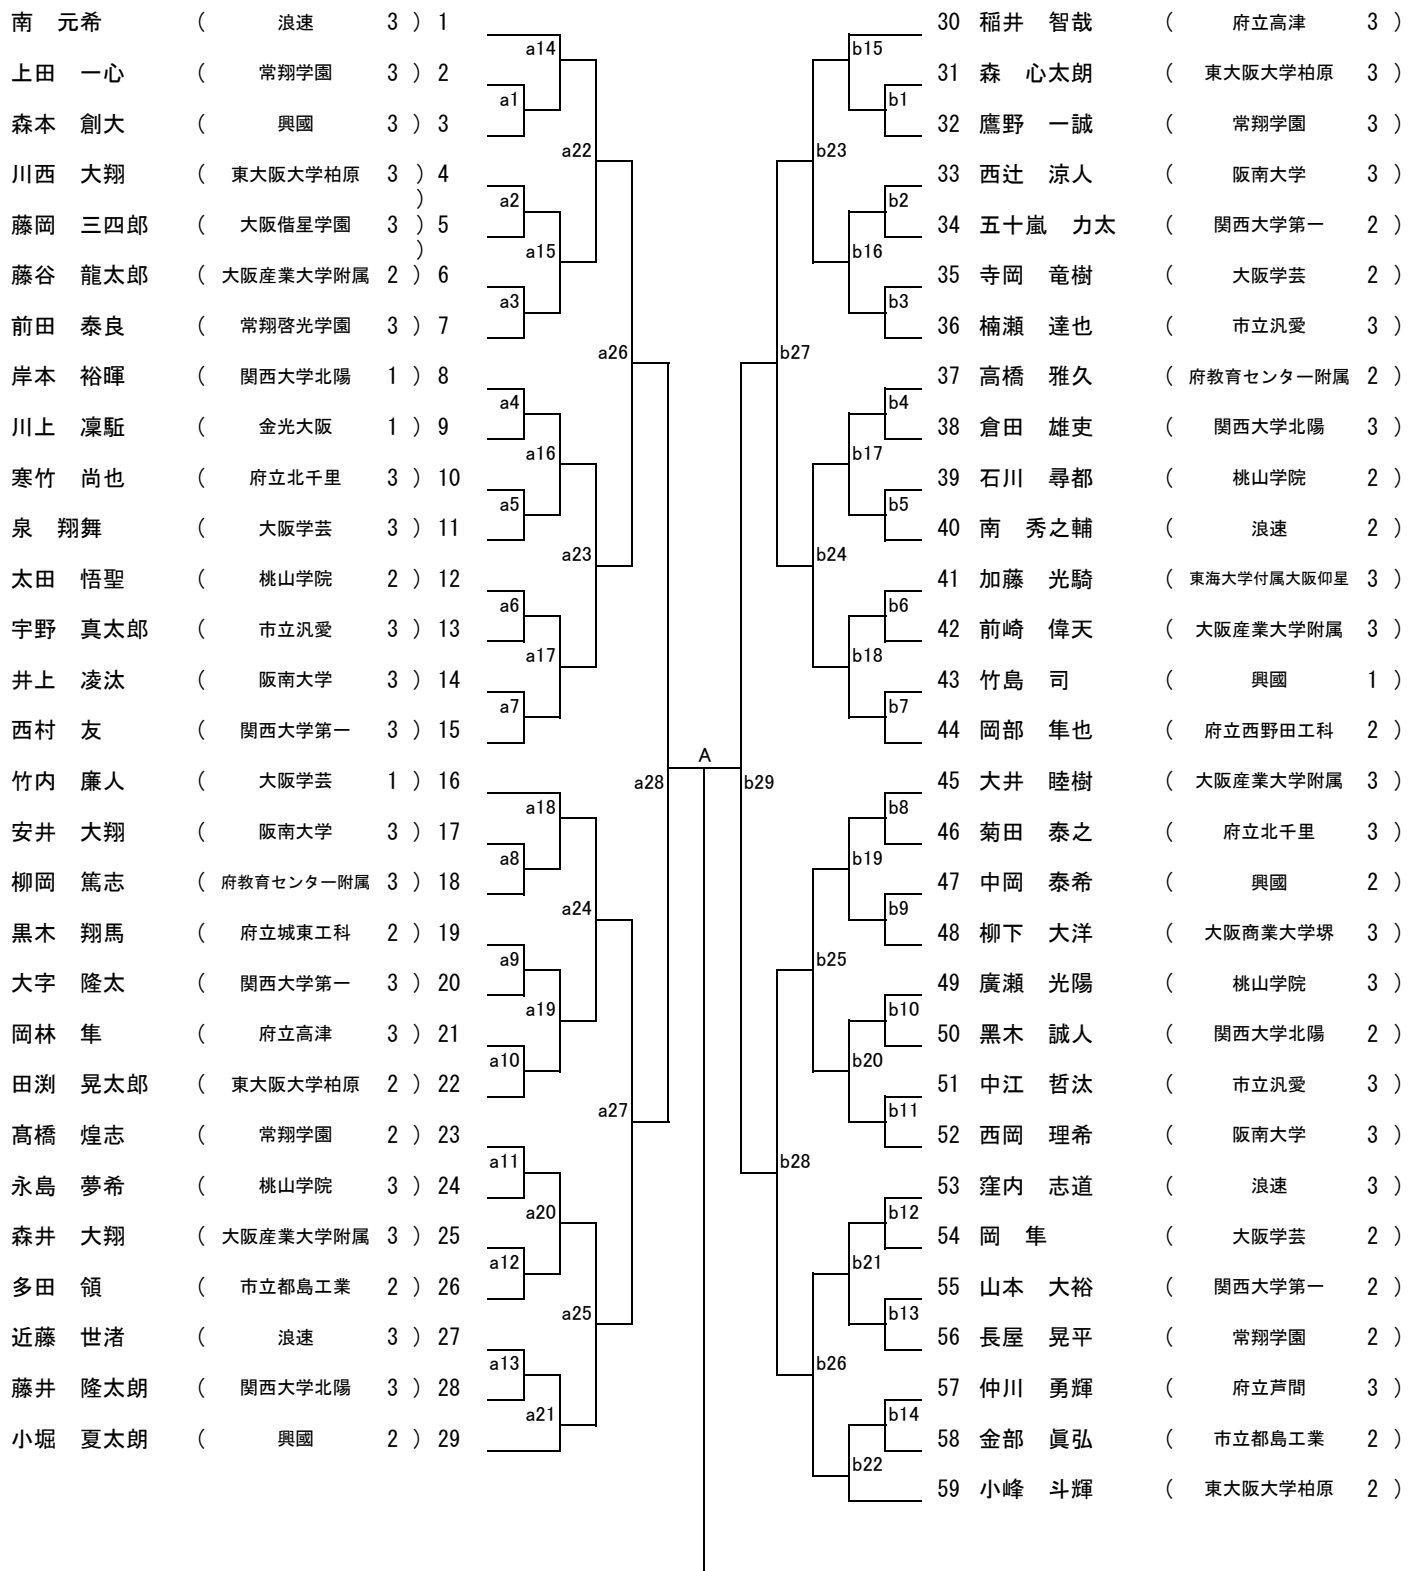 南　元希 ( 浪速 3 ) 1
上田　一心 ( 常翔学園 3 ) 2
森本　創大 ( 興國 3 ) 3
川西　大翔 ( 東大阪大学柏原 3 ) 4
)
藤岡　三四郎 ( 大阪偕星学園 3 ) 5
)
藤谷　龍太郎 ( 大阪産業大学附属 2 ) 6
前田　泰良 ( 常翔啓光学園 3 ) 7
岸本　裕暉 ( 関西大学北陽 1 ) 8
川上　凜駈 ( 金光大阪 1 ) 9
寒竹　尚也 ( 府立北千里 3 ) 10
泉　翔舞 ( 大阪学芸 3 ) 11
太田　悟聖 ( 桃山学院 2 ) 12
宇野　真太郎 ( 市立汎愛 3 ) 13
井上　凌汰 ( 阪南大学 3 ) 14
西村　友 ( 関西大学第一 3 ) 15
竹内　廉人 ( 大阪学芸 1 ) 16
安井　大翔 ( 阪南大学 3 ) 17
柳岡　篤志 ( 府教育センター附属 3 ) 18
黒木　翔馬 ( 府立城東工科 2 ) 19
大字　隆太 ( 関西大学第一 3 ) 20
岡林　隼 ( 府立高津 3 ) 21
田渕　晃太郎 ( 東大阪大学柏原 2 ) 22
髙橋　煌志 ( 常翔学園 2 ) 23
永島　夢希 ( 桃山学院 3 ) 24
森井　大翔 ( 大阪産業大学附属 3 ) 25
多田　領 ( 市立都島工業 2 ) 26
近藤　世渚 ( 浪速 3 ) 27
藤井　隆太朗 ( 関西大学北陽 3 ) 28
小堀　夏太朗 ( 興國 2 ) 29
a14
a1
a22
a2
a15
a3
a26
a4
a16
a5
a23
a6
a17
a7
a28
a18
a8
a24
a9
a19
a10
a27
a11
a20
a12
a25
a13
a21
A
b15
b1
b23
b2
b16
b3
b27
b4
b17
b5
b24
b6
b18
b7
b29
b8
b19
b9
b25
b10
b20
b11
b28
b12
b21
b13
b26
b14
b22
30 稲井　智哉 ( 府立高津 3 )
31 森　心太朗 ( 東大阪大学柏原 3 )
32 鷹野　一誠 ( 常翔学園 3 )
33 西辻　涼人 ( 阪南大学 3 )
34 五十嵐　力太 ( 関西大学第一 2 )
35 寺岡　竜樹 ( 大阪学芸 2 )
36 楠瀬　達也 ( 市立汎愛 3 )
37 高橋　雅久 ( 府教育センター附属 2 )
38 倉田　雄吏 ( 関西大学北陽 3 )
39 石川　尋都 ( 桃山学院 2 )
40 南　秀之輔 ( 浪速 2 )
41 加藤　光騎 ( 東海大学付属大阪仰星 3 )
42 前崎　偉天 ( 大阪産業大学附属 3 )
43 竹島　司 ( 興國 1 )
44 岡部　隼也 ( 府立西野田工科 2 )
45 大井　睦樹 ( 大阪産業大学附属 3 )
46 菊田　泰之 ( 府立北千里 3 )
47 中岡　泰希 ( 興國 2 )
48 柳下　大洋 ( 大阪商業大学堺 3 )
49 廣瀬　光陽 ( 桃山学院 3 )
50 黒木　誠人 ( 関西大学北陽 2 )
51 中江　哲汰 ( 市立汎愛 3 )
52 西岡　理希 ( 阪南大学 3 )
53 窪内　志道 ( 浪速 3 )
54 岡　隼 ( 大阪学芸 2 )
55 山本　大裕 ( 関西大学第一 2 )
56 長屋　晃平 ( 常翔学園 2 )
57 仲川　勇輝 ( 府立芦間 3 )
58 金部　眞弘 ( 市立都島工業 2 )
59 小峰　斗輝 ( 東大阪大学柏原 2 )